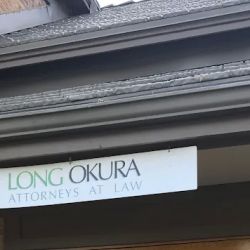 LONG OKURA
ATTORNEYS AT LAW